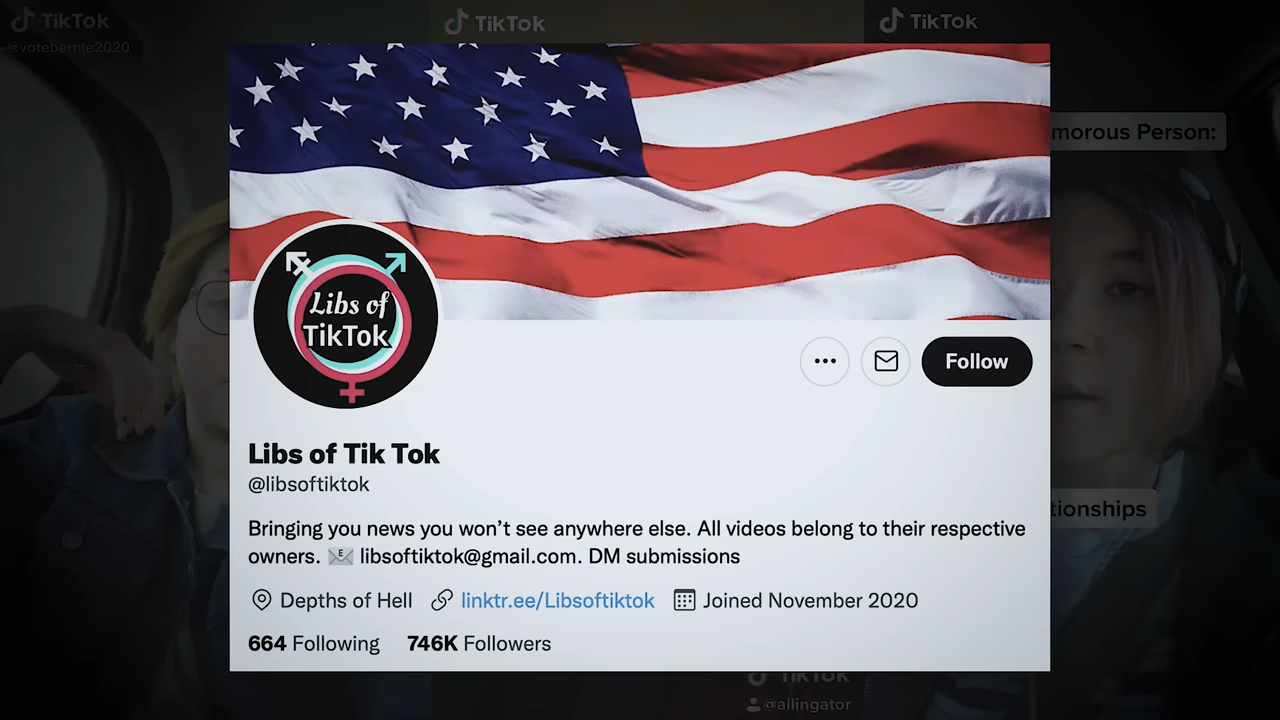 TikTok
@votebernie2020
TikTok
TikTok
morous Person:
Libs of
TikTok
Follow
Libs of Tik Tok
@libsoftiktok
Bringing you news you won’t see anywhere else. All videos belong to their respective
owners. 📧 libsoftiktok@gmail.com. DM submissions
Depths of Hell linktr.ee/Libsoftiktok Joined November 2020
664 Following 746K Followers
tionships
TikTok
@allingator